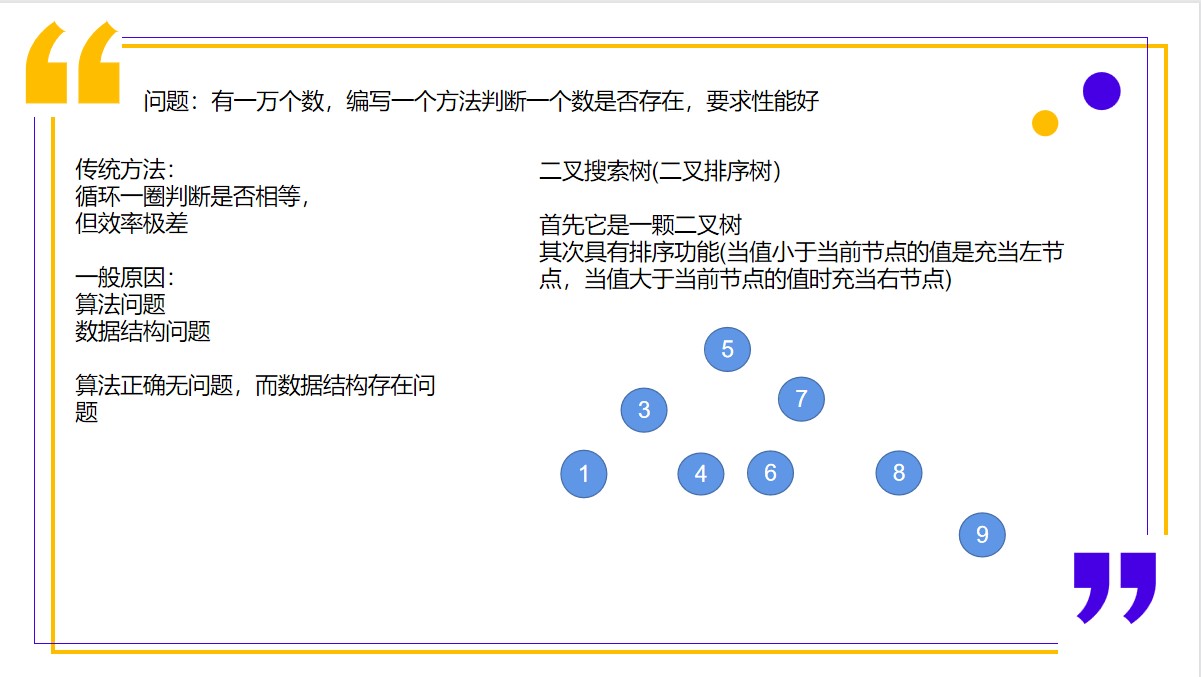 问题：有一万个数，编写一个方法判断一个数是否存在，要求性能好
传统方法：
循环一圈判断是否相等，
但效率极差
一般原因：
算法问题
数据结构问题
算法正确无问题，而数据结构存在问
题
二叉搜索树(二叉排序树）
首先它是一颗二叉树
其次具有排序功能(当值小于当前节点的值是充当左节
点，当值大于当前节点的值时充当右节点)
5
3
7
1
4
6
8
9